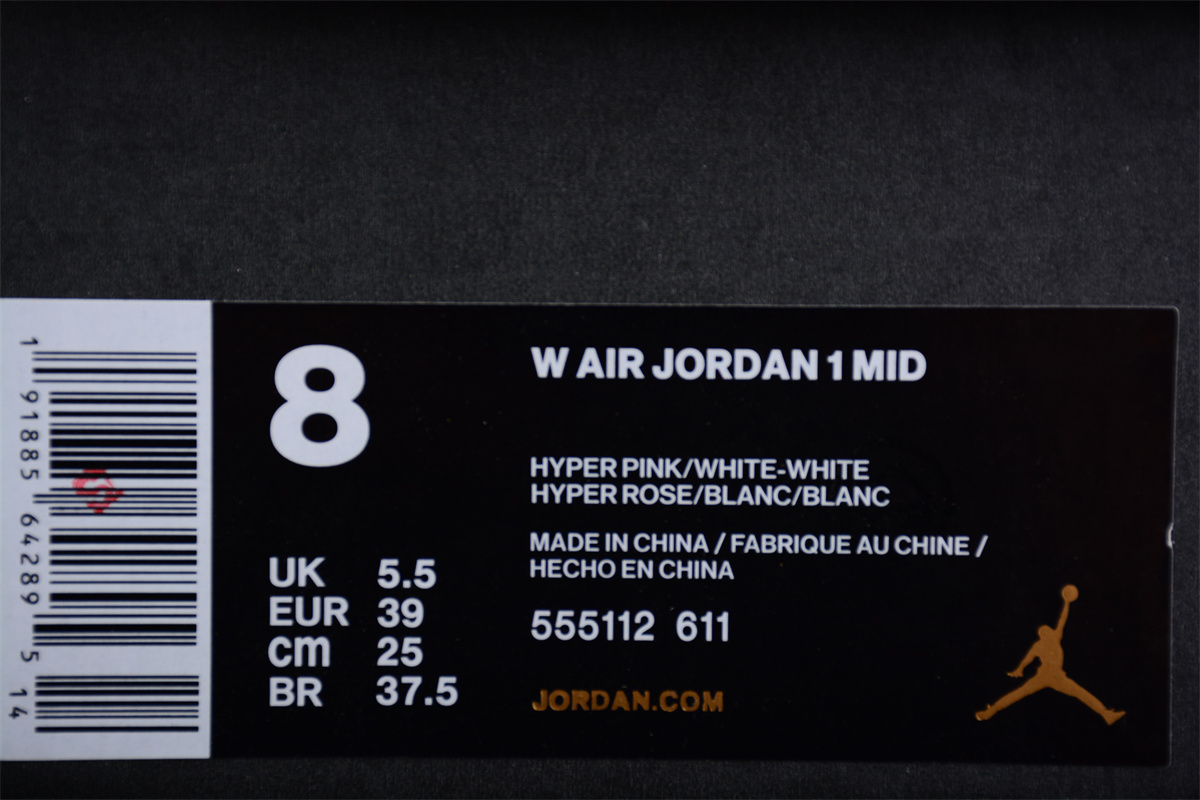 1 91885 64289 5 14
8
W AIR JORDAN 1 MID
HYPER PINK/WHITE-WHITE
HYPER ROSE/BLANC/BLANC
MADE IN CHINA / FABRIQUE AU CHINE /
HECHO EN CHINA
555112 611
UK 5.5
EUR 39
cm 25
BR 37.5
JORDAN.COM